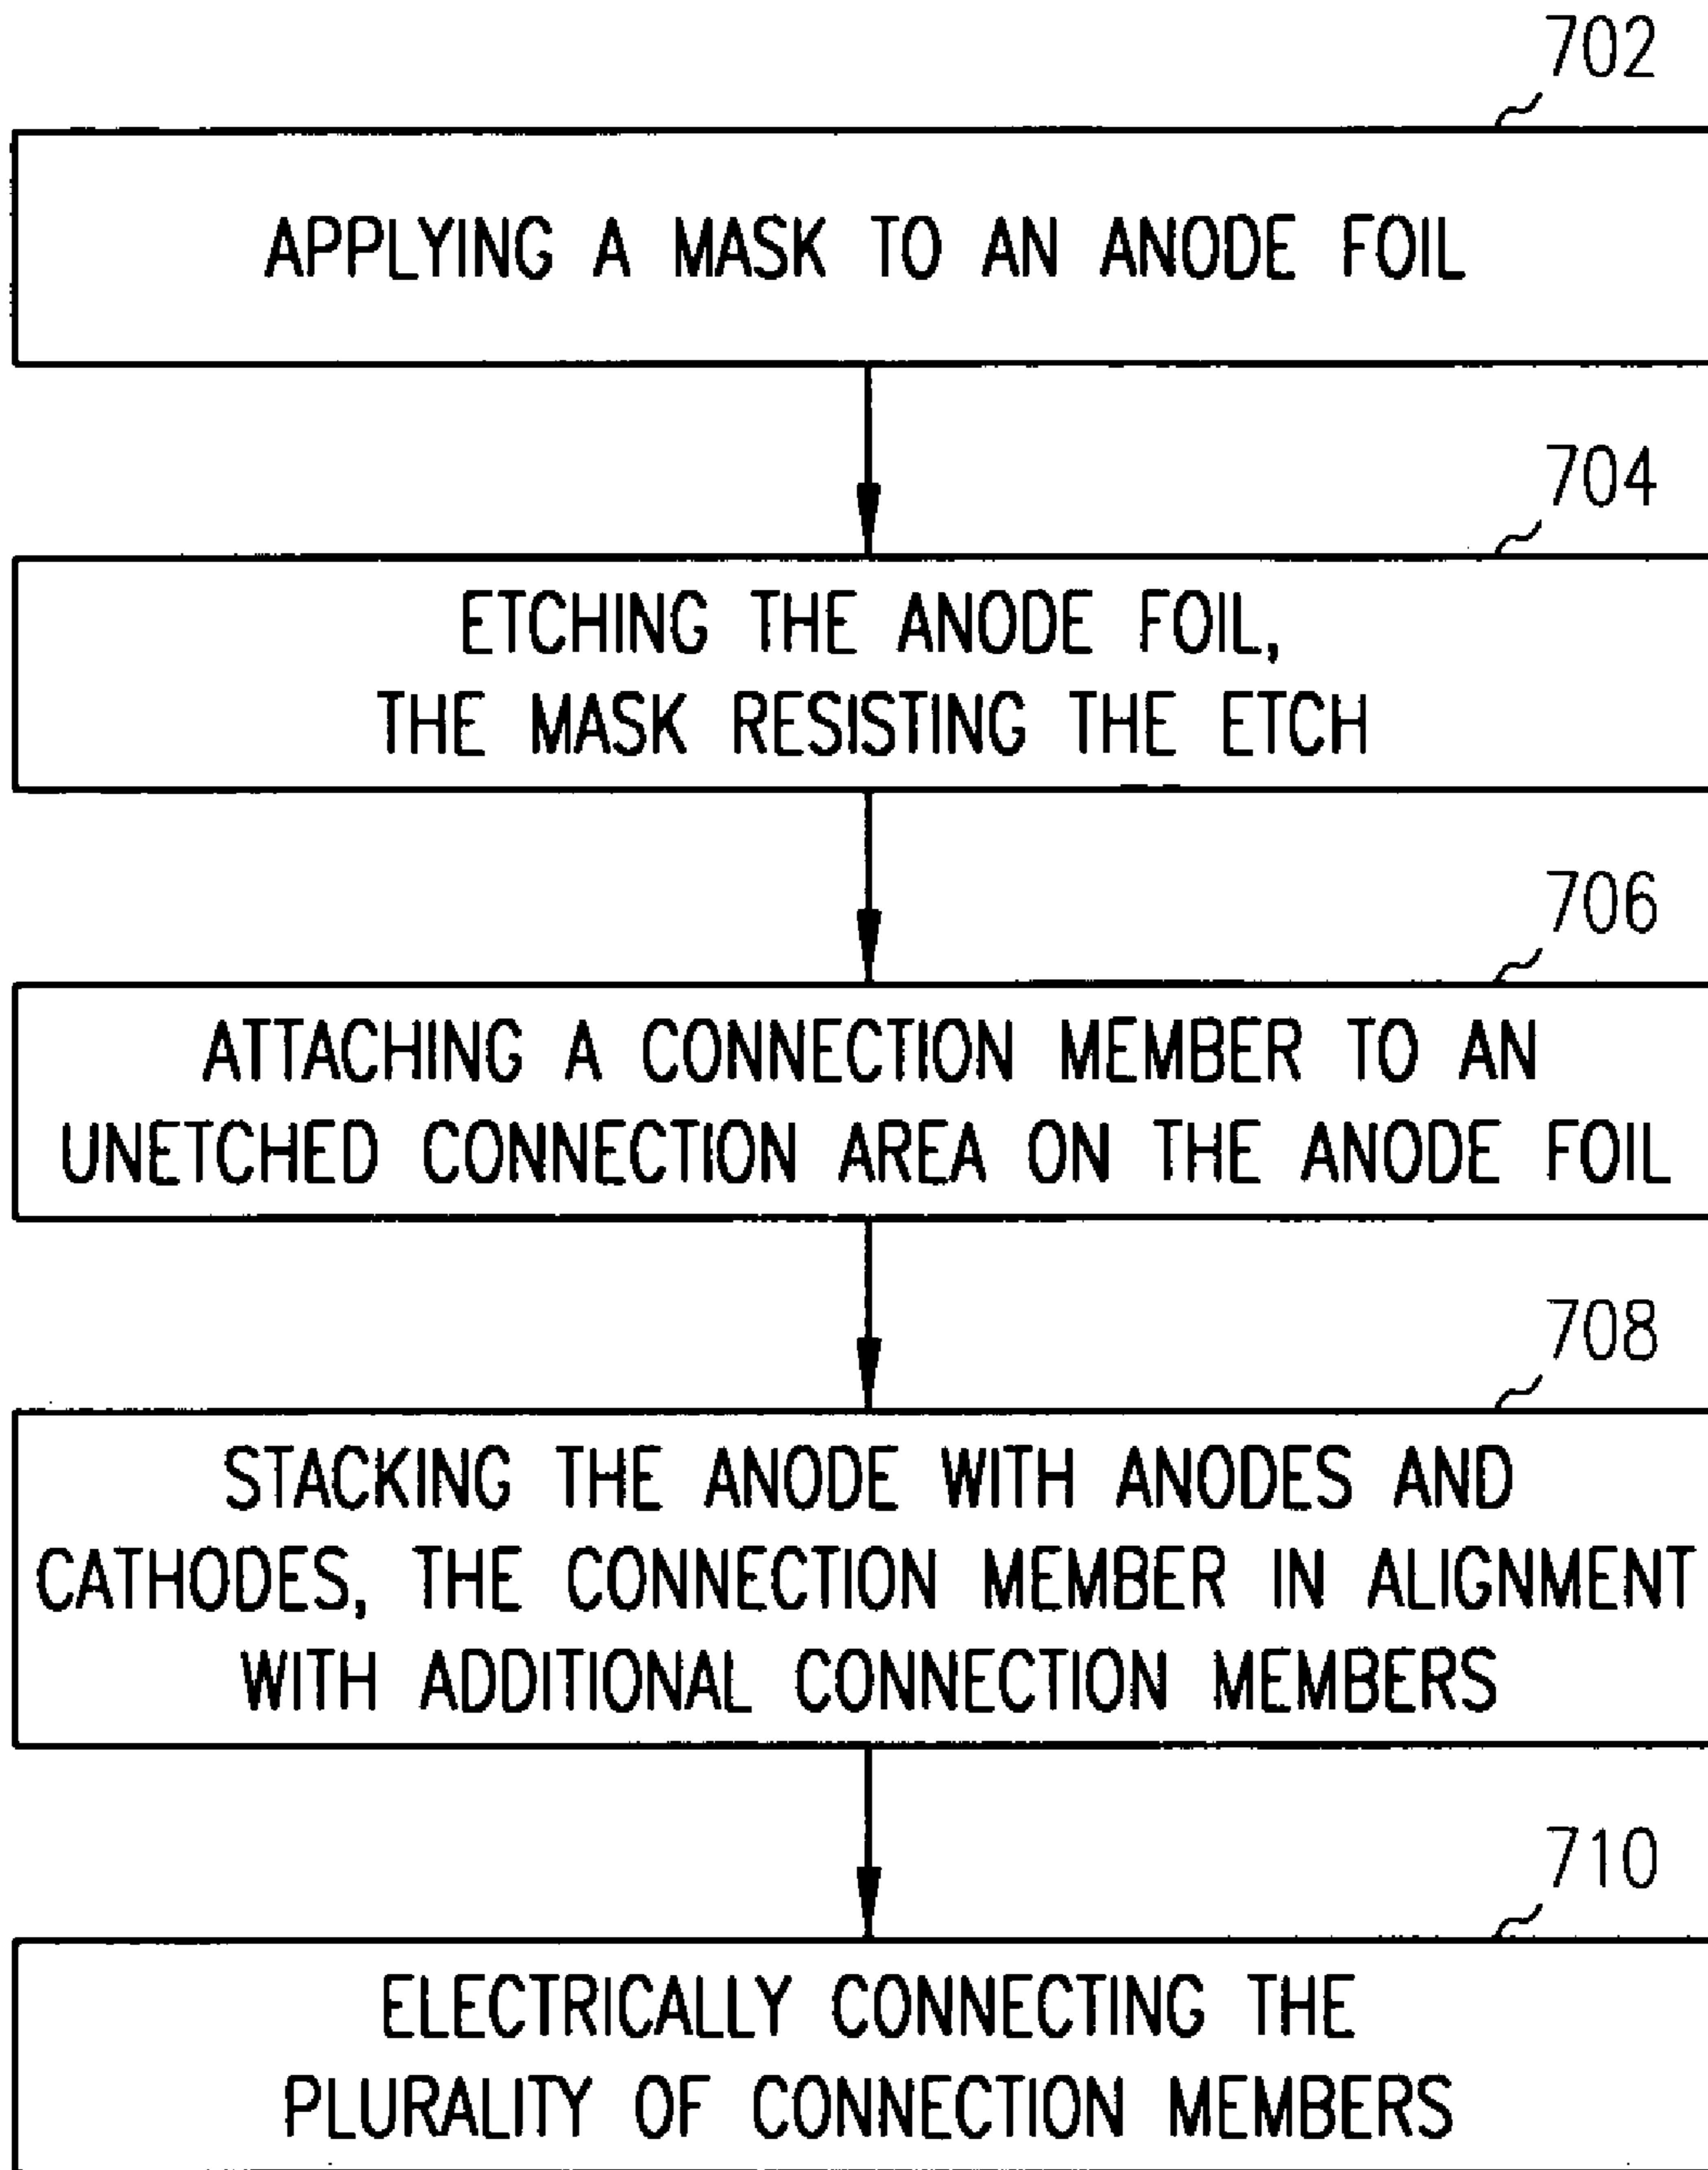 702
APPLYING A MASK TO AN ANODE FOIL
704
ETCHING THE ANODE FOIL,
THE MASK RESISTING THE ETCH
706
ATTACHING A CONNECTION MEMBER TO AN
UNETCHED CONNECTION AREA ON THE ANODE FOIL
708
STACKING THE ANODE WITH ANODES AND
CATHODES, THE CONNECTION MEMBER IN ALIGNMENT
WITH ADDITIONAL CONNECTION MEMBERS
710
ELECTRICALLY CONNECTING THE
PLURALITY OF CONNECTION MEMBERS